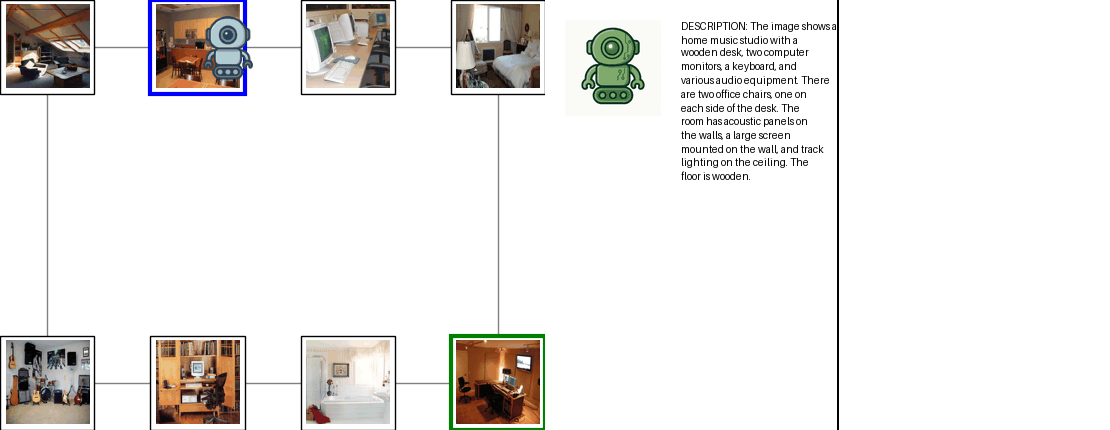 DESCRIPTION: The image shows a
home music studio with a
wooden desk, two computer
monitors, a keyboard, and
various audio equipment. There
are two office chairs, one on
each side of the desk. The
room has acoustic panels on
the walls, a large screen
mounted on the wall, and track
lighting on the ceiling. The
floor is wooden.